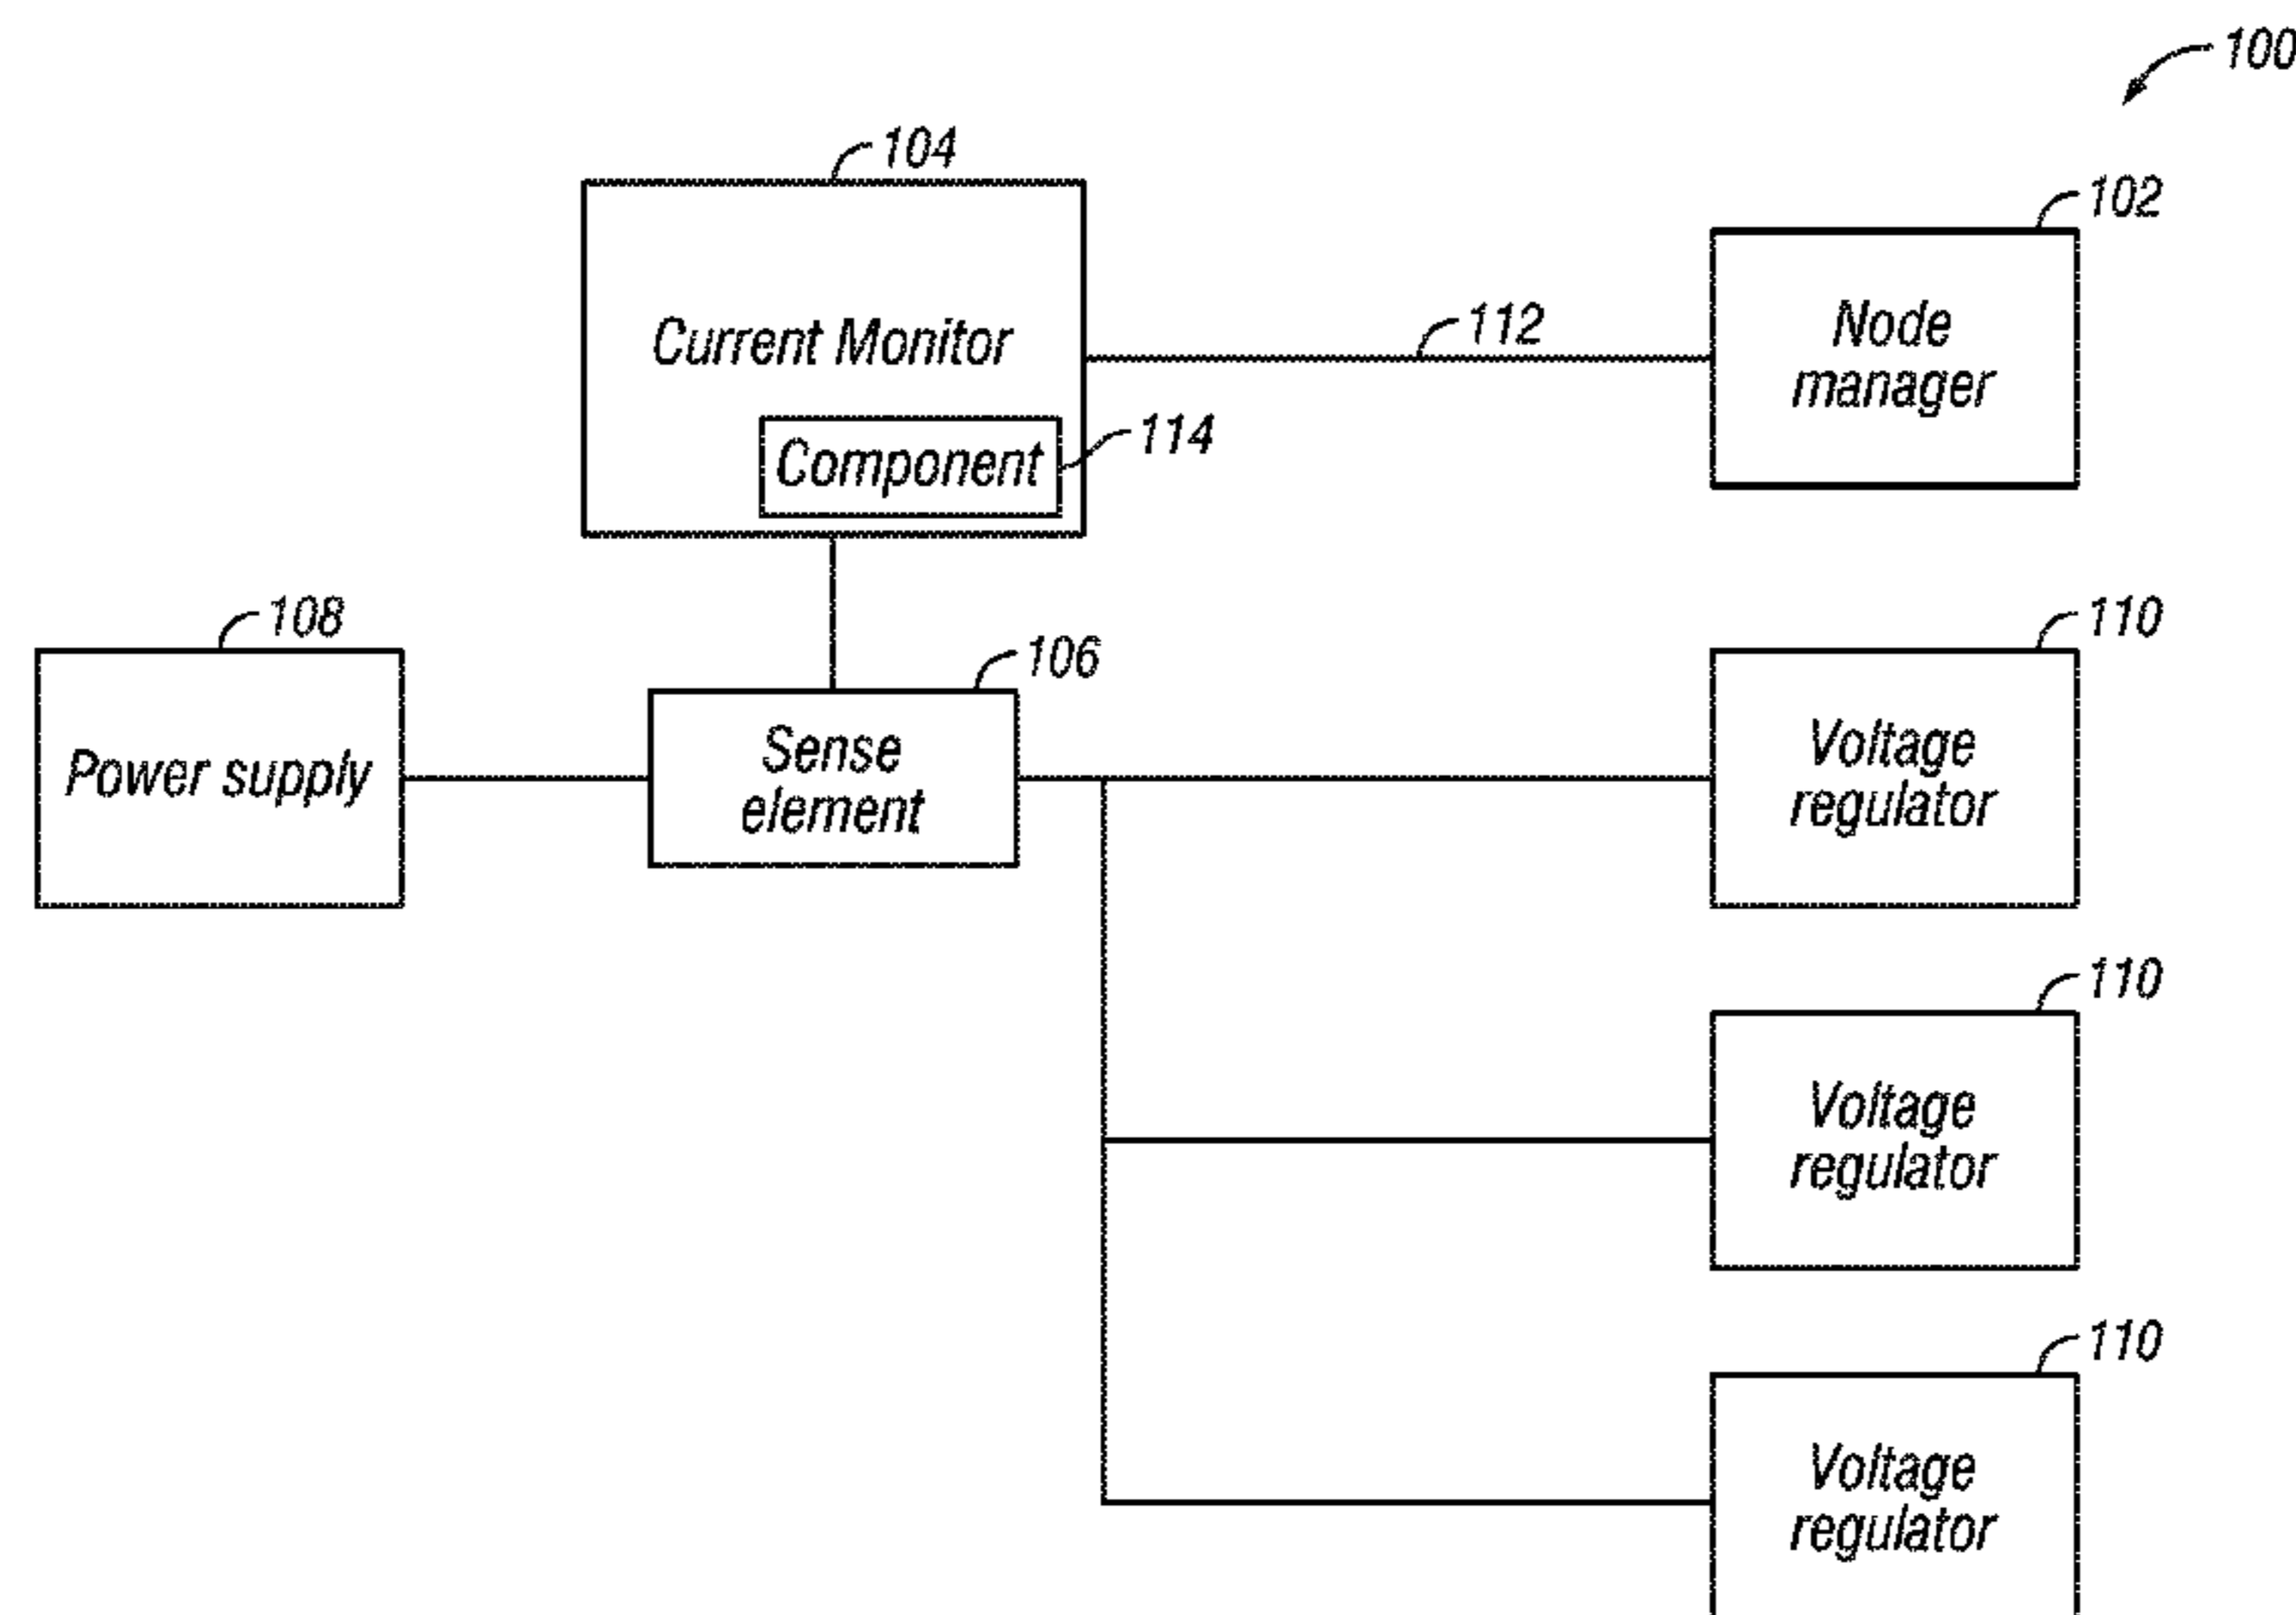 100
104
102
Current Monitor
112
Node
manager
Component
114
108
106
110
Power supply
Sense
element
Voltage
regulator
110
Voltage
regulator
110
Voltage
regulator